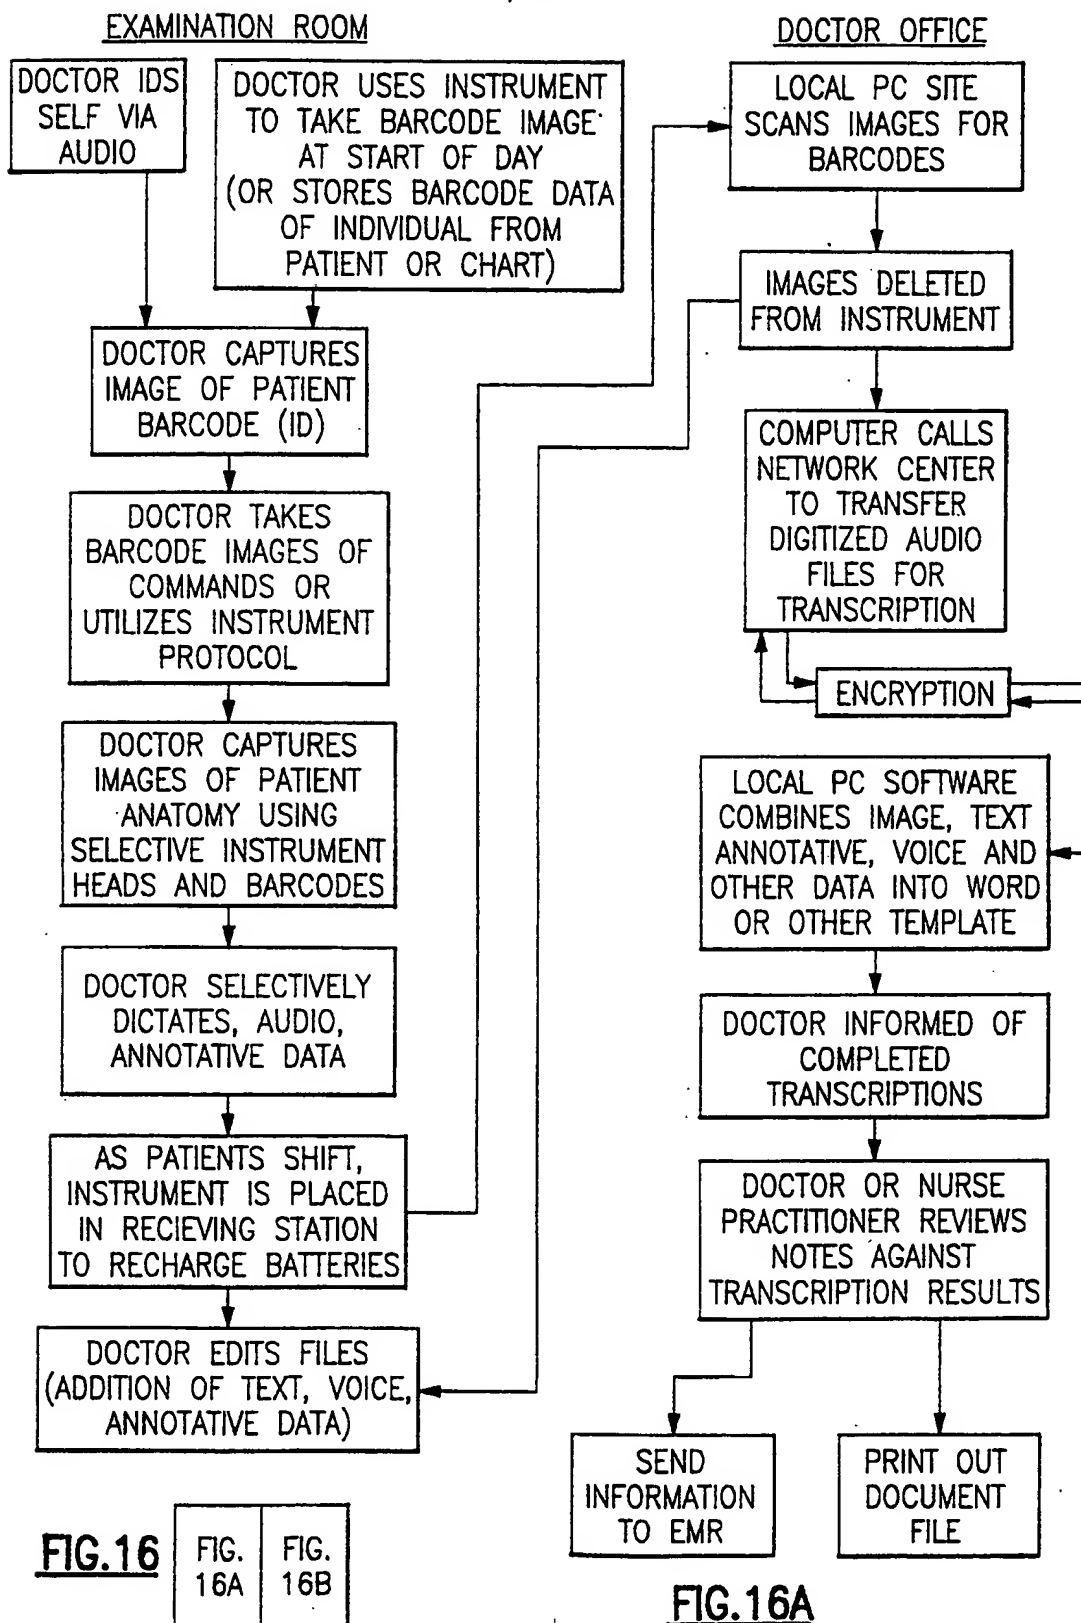 EXAMINATION ROOM
DOCTOR IDS
SELF VIA
AUDIO
DOCTOR USES INSTRUMENT
TO TAKE BARCODE IMAGE
AT START OF DAY
(OR STORES BARCODE DATA
OF INDIVIDUAL FROM
PATIENT OR CHART)
DOCTOR CAPTURES
IMAGE OF PATIENT
BARCODE (ID)
DOCTOR TAKES
BARCODE IMAGES OF
COMMANDS OR
UTILIZES INSTRUMENT
PROTOCOL
DOCTOR CAPTURES
IMAGES OF PATIENT
ANATOMY USING
SELECTIVE INSTRUMENT
HEADS AND BARCODES
DOCTOR SELECTIVELY
DICTATES, AUDIO,
ANNOTATIVE DATA
AS PATIENTS SHIFT,
INSTRUMENT IS PLACED
IN RECIEVING STATION
TO RECHARGE BATTERIES
DOCTOR EDITS FILES
(ADDITION OF TEXT, VOICE,
ANNOTATIVE DATA)
DOCTOR OFFICE
LOCAL PC SITE
SCANS IMAGES FOR
BARCODES
IMAGES DELETED
FROM INSTRUMENT
COMPUTER CALLS
NETWORK CENTER
TO TRANSFER
DIGITIZED AUDIO
FILES FOR
TRANSCRIPTION
ENCRYPTION
LOCAL PC SOFTWARE
COMBINES IMAGE, TEXT
ANNOTATIVE, VOICE AND
OTHER DATA INTO WORD
OR OTHER TEMPLATE
DOCTOR INFORMED OF
COMPLETED
TRANSCRIPTIONS
DOCTOR OR NURSE
PRACTITIONER REVIEWS
NOTES AGAINST
TRANSCRIPTION RESULTS
SEND
INFORMATION
TO EMR
PRINT OUT
DOCUMENT
FILE
FIG.16
FIG.
16A
FIG.
16B
FIG.16A